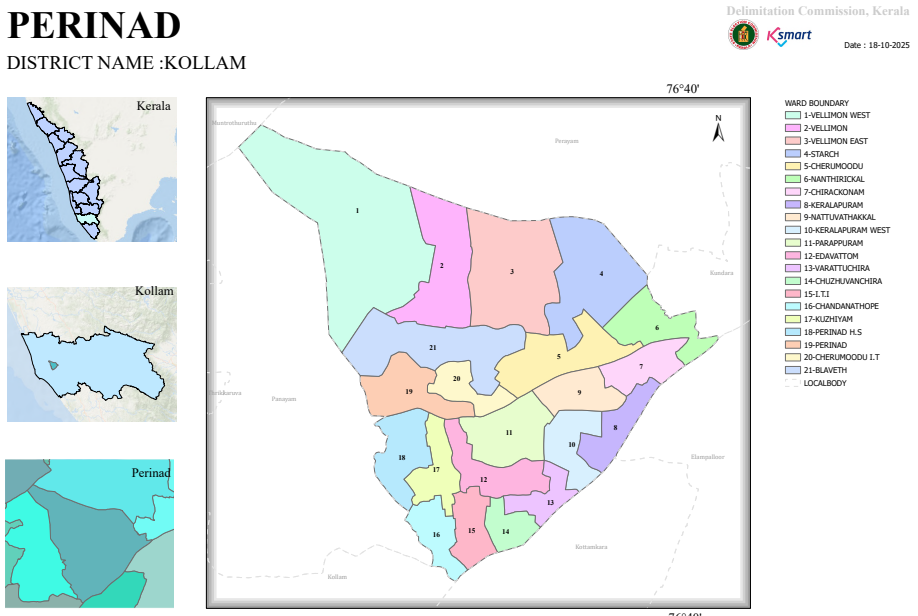 PERINAD
DISTRICT NAME :KOLLAM
Delimitation Commission, Kerala
Ksmart
Date : 18-10-2025
Kerala
Kollam
Perinad
76°40'
N
Munrothuruthu
Perayam
Kundara
Elampalloor
Kottamkara
Kollam
Panayam
Thrikkaruva
1
2
3
4
5
6
7
8
9
10
11
12
13
14
15
16
17
18
19
20
21
76°40'
WARD BOUNDARY
1-VELLIMON WEST
2-VELLIMON
3-VELLIMON EAST
4-STARCH
5-CHERUMOODU
6-NANTHIRICKAL
7-CHIRACKONAM
8-KERALAPURAM
9-NATTUVATHAKKAL
10-KERALAPURAM WEST
11-PARAPPURAM
12-EDAVATTOM
13-VARATTUCHIRA
14-CHUZHUVANCHIRA
15-I.T.I
16-CHANDANATHOPE
17-KUZHIYAM
18-PERINAD H.S
19-PERINAD
20-CHERUMOODU I.T
21-BLAVETH
LOCALBODY